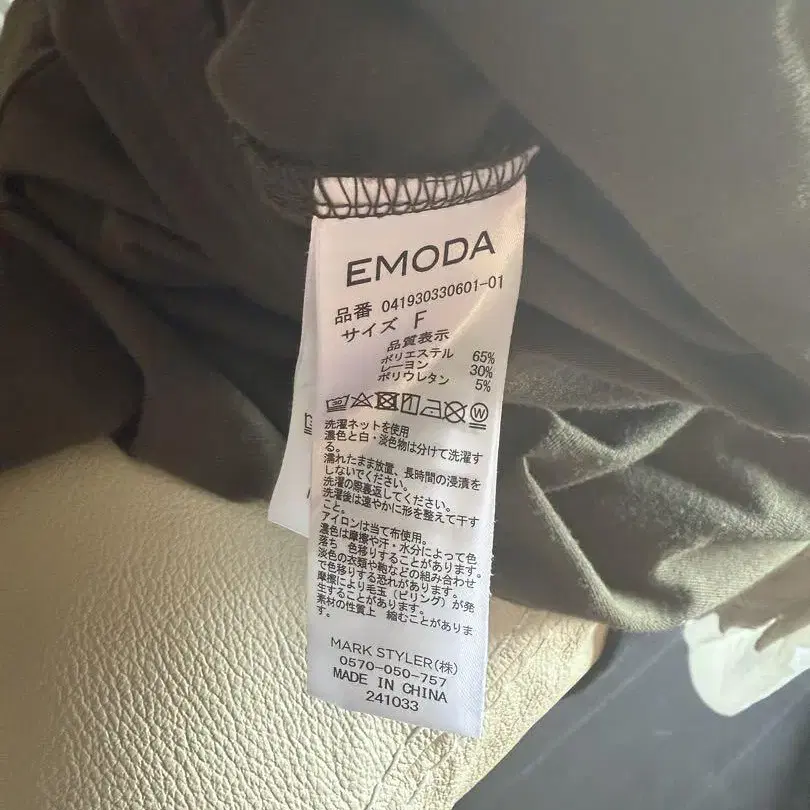 EMODA
品番 041930330601-01
サイズ F
品質表示
ポリエステル 65%
レーヨン 30%
ポリウレタン 5%
洗濯ネットを使用
濃色と白・淡色物は分けて洗濯す
る。
濡れたまま放置、長時間の浸漬を
しないでください。
洗濯の際裏返してください。
洗濯後は速やかに形を整えて干す
こと。
アイロンは当て布使用。
濃色は摩擦や汗・水分によって色
落ち 色移りすることがあります。
淡色の衣類や鞄などの組み合わせ
で色移りする恐れがあります。
摩擦により毛玉（ピリング）が発
生することがあります。
素材の性質上 縮むことがありま
す。
MARK STYLER(株)
0570-050-757
MADE IN CHINA
241033